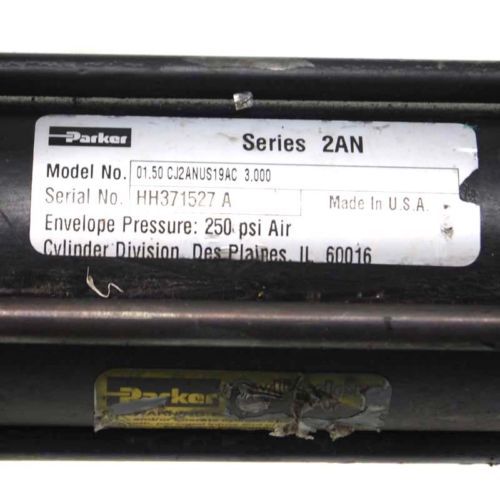 Parker
Series 2AN
Model No. 01.50 CJ2ANUS19AC 3.000
Serial No. HH371527 A
Made in U.S.A.
Envelope Pressure: 250 psi Air
Cylinder Division, Des Plaines, IL 60016
Parker